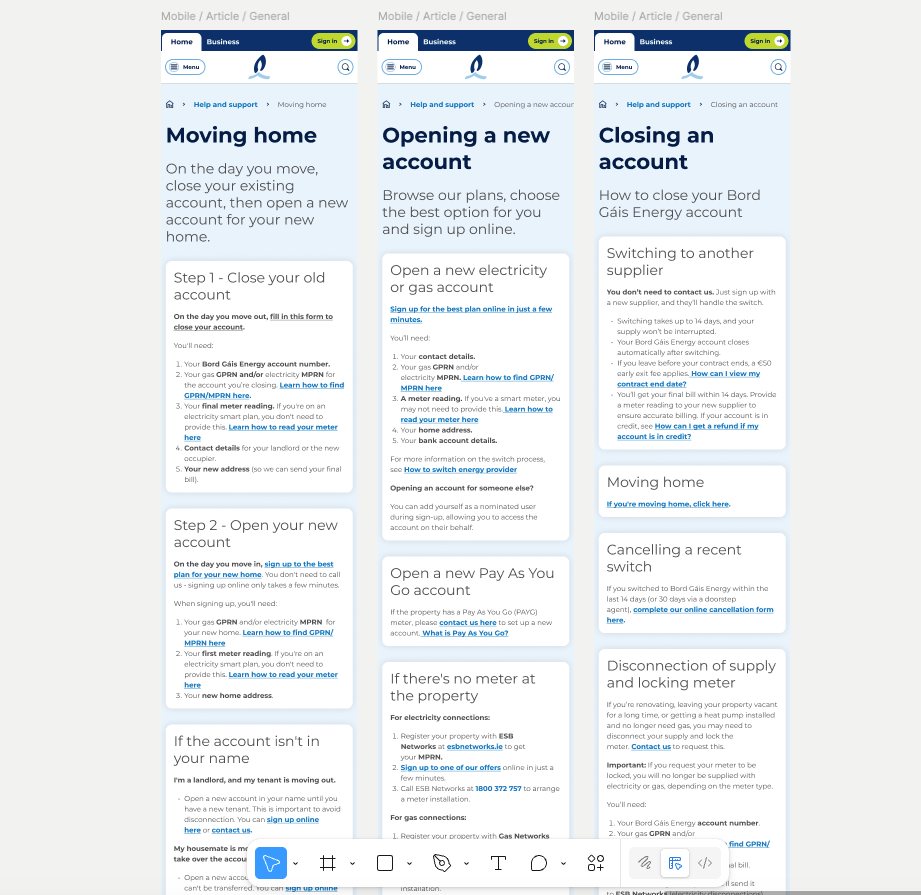 Mobile / Article / General
Home
Business
Sign in
Menu
Help and support
Moving home
Moving home
On the day you move,
close your existing
account, then open a new
account for your new
home.
Step 1 - Close your old
account
On the day you move out, fill in this form to
close your account.
You'll need:
1. Your Bord Gáis Energy account number.
2. Your gas GPRN and/or electricity MPRN for
the account you're closing. Learn how to find
GPRN/MPRN here.
3. Your final meter reading. If you're on an
electricity smart plan, you don't need to
provide this. Learn how to read your meter
here
4. Contact details for your landlord or the new
occupier.
5. Your new address (so we can send your final
bill).
Step 2 - Open your new
account
On the day you move in, sign up to the best
plan for your new home. You don't need to call
us - signing up online only takes a few minutes.
When signing up, you'll need:
1. Your gas GPRN and/or electricity MPRN for
your new home. Learn how to find GPRN/
MPRN here
2. Your first meter reading. If you're on an
electricity smart plan, you don't need to
provide this. Learn how to read your meter
here
3. Your new home address.
If the account isn't in
your name
I'm a landlord, and my tenant is moving out.
- Open a new account in your name until you
have a new tenant. This is important to avoid
disconnection. You can sign up online
here or contact us.
My housemate is mo
take over the accou
- Open a new acco
can't be transferred. You can sign up online
Mobile / Article / General
Home
Business
Sign in
Menu
Help and support
Opening a new accour
Opening a new
account
Browse our plans, choose
the best option for you
and sign up online.
Open a new electricity
or gas account
Sign up for the best plan online in just a few
minutes.
You'll need:
1. Your contact details.
2. Your gas GPRN and/or
electricity MPRN. Learn how to find GPRN/
MPRN here
3. A meter reading. If you've a smart meter, you
may not need to provide this. Learn how to
read your meter here
4. Your home address.
5. Your bank account details.
For more information on the switch process,
see How to switch energy provider
Opening an account for someone else?
You can add yourself as a nominated user
during sign-up, allowing you to access the
account on their behalf.
Open a new Pay As You
Go account
If the property has a Pay As You Go (PAYG)
meter, please contact us here to set up a new
account. What is Pay As You Go?
If there's no meter at
the property
For electricity connections:
1. Register your property with ESB
Networks at esbnetworks.ie to get
your MPRN.
2. Sign up to one of our offers online in just a
few minutes.
3. Call ESB Networks at 1800 372 757 to arrange
a meter installation.
For gas connections:
1. Register your property with Gas Networks
installation.
Mobile / Article / General
Home
Business
Sign in
Menu
Help and support
Closing an account
Closing an
account
How to close your Bord
Gáis Energy account
Switching to another
supplier
You don't need to contact us. Just sign up with
a new supplier, and they'll handle the switch.
- Switching takes up to 14 days, and your
supply won't be interrupted.
- Your Bord Gáis Energy account closes
automatically after switching.
- If you leave before your contract ends, a €50
early exit fee applies. How can I view my
contract end date?
- You'll get your final bill within 14 days. Provide
a meter reading to your new supplier to
ensure accurate billing. If your account is in
credit, see How can I get a refund if my
account is in credit?
Moving home
If you're moving home, click here.
Cancelling a recent
switch
If you switched to Bord Gáis Energy within the
last 14 days (or 30 days via a doorstep
agent), complete our online cancellation form
here.
Disconnection of supply
and locking meter
If you're renovating, leaving your property vacant
for a long time, or getting a heat pump installed
and no longer need gas, you may need to
disconnect your supply and lock the
meter. Contact us to request this.
Important: If you request your meter to be
locked, you will no longer be supplied with
electricity or gas, depending on the meter type.
You'll need:
1. Your Bord Gáis Energy account number.
2. Your gas GPRN and/or
find GPRN/
al bill.
ll send it